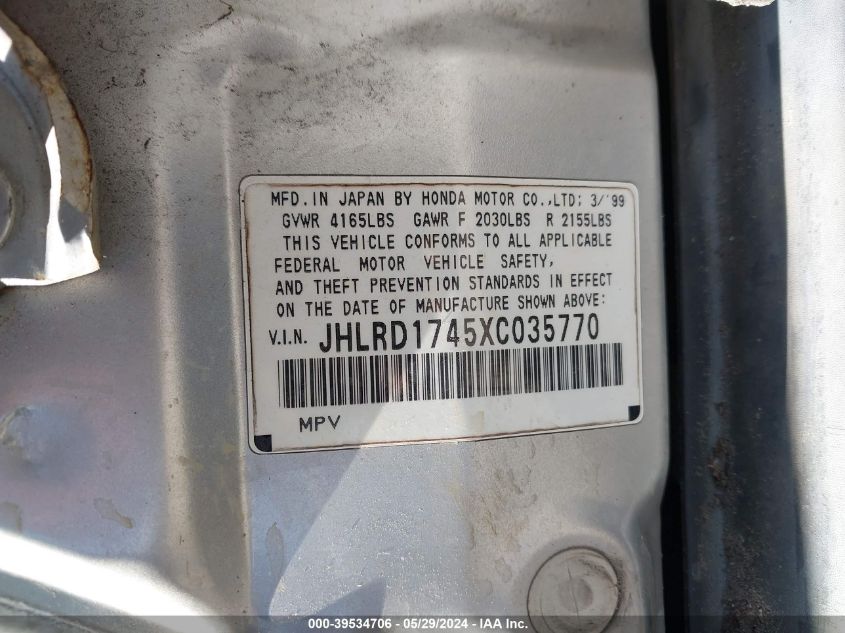 MFD. IN JAPAN BY HONDA MOTOR CO.,LTD; 3/'99
GVWR 4165LBS GAWR F 2030LBS R 2155LBS
THIS VEHICLE CONFORMS TO ALL APPLICABLE
FEDERAL MOTOR VEHICLE SAFETY,
AND THEFT PREVENTION STANDARDS IN EFFECT
ON THE DATE OF MANUFACTURE SHOWN ABOVE:
V.I.N. JHLRD1745XC035770
MPV
000-39534706 - 05/29/2024 - IAA Inc.